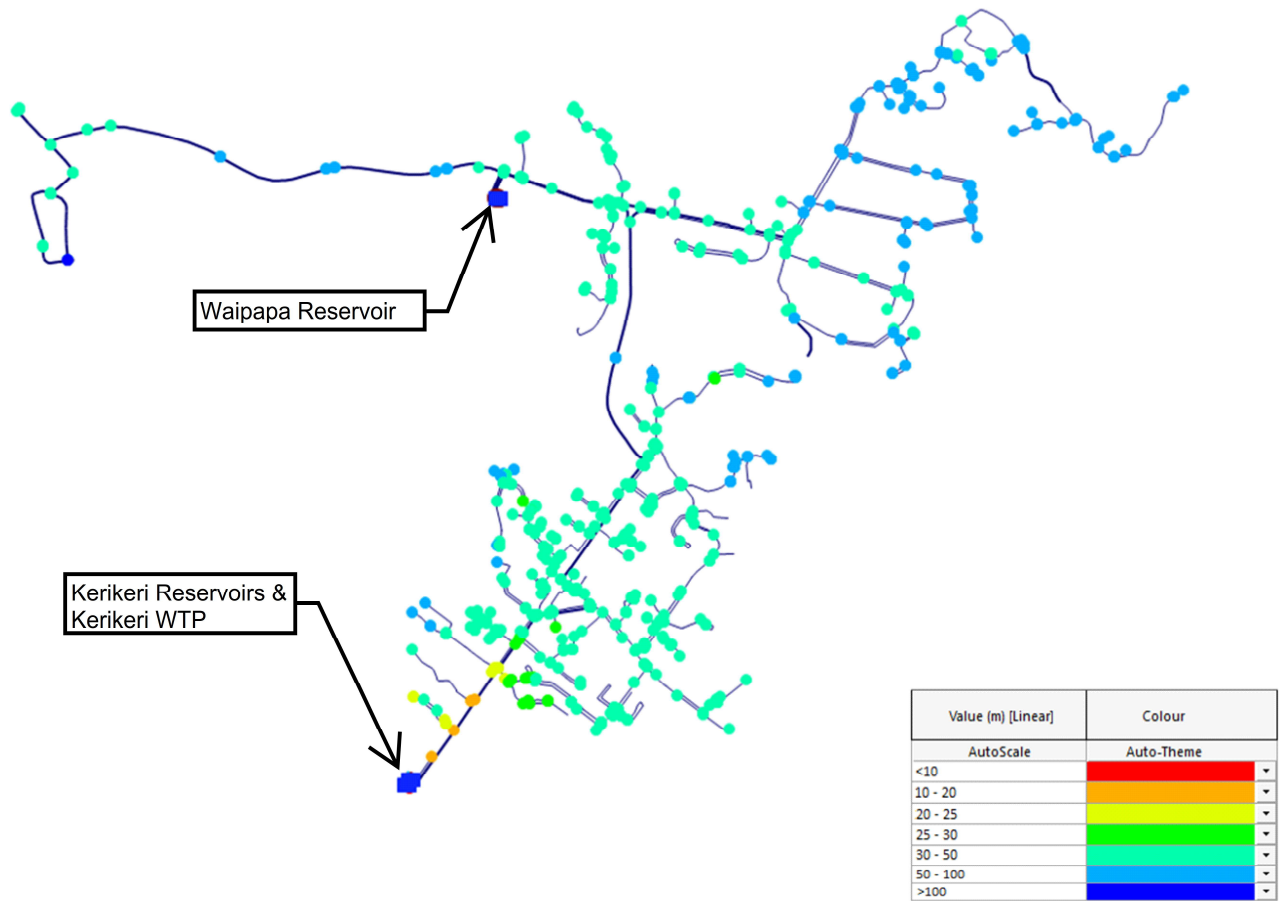 Waipapa Reservoir
Kerikeri Reservoirs &
Kerikeri WTP
Value (m) [Linear] Colour
AutoScale Auto-Theme
<10
10 - 20
20 - 25
25 - 30
30 - 50
50 - 100
>100